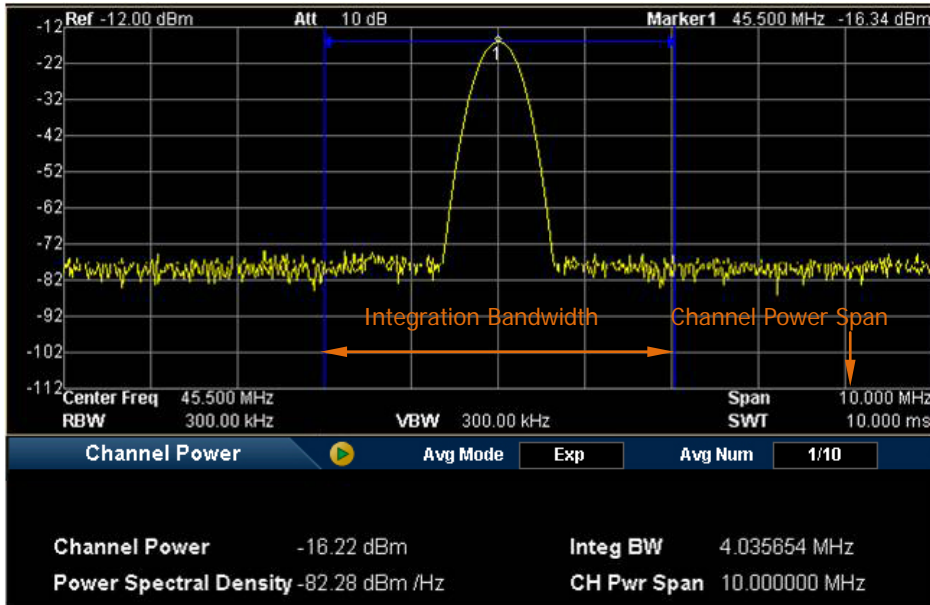 Ref -12.00 dBm Att 10 dB Marker1 45.500 MHz -16.34 dBm
-12
1
-22
-32
-42
-52
-62
-72
-82
-92
Integration Bandwidth Channel Power Span
-102
-112
Center Freq 45.500 MHz Span 10.000 MHz
RBW 300.00 kHz VBW 300.00 kHz SWT 10.000 ms
Channel Power Avg Mode Exp Avg Num 1/10
Channel Power -16.22 dBm Integ BW 4.035654 MHz
Power Spectral Density -82.28 dBm /Hz CH Pwr Span 10.000000 MHz